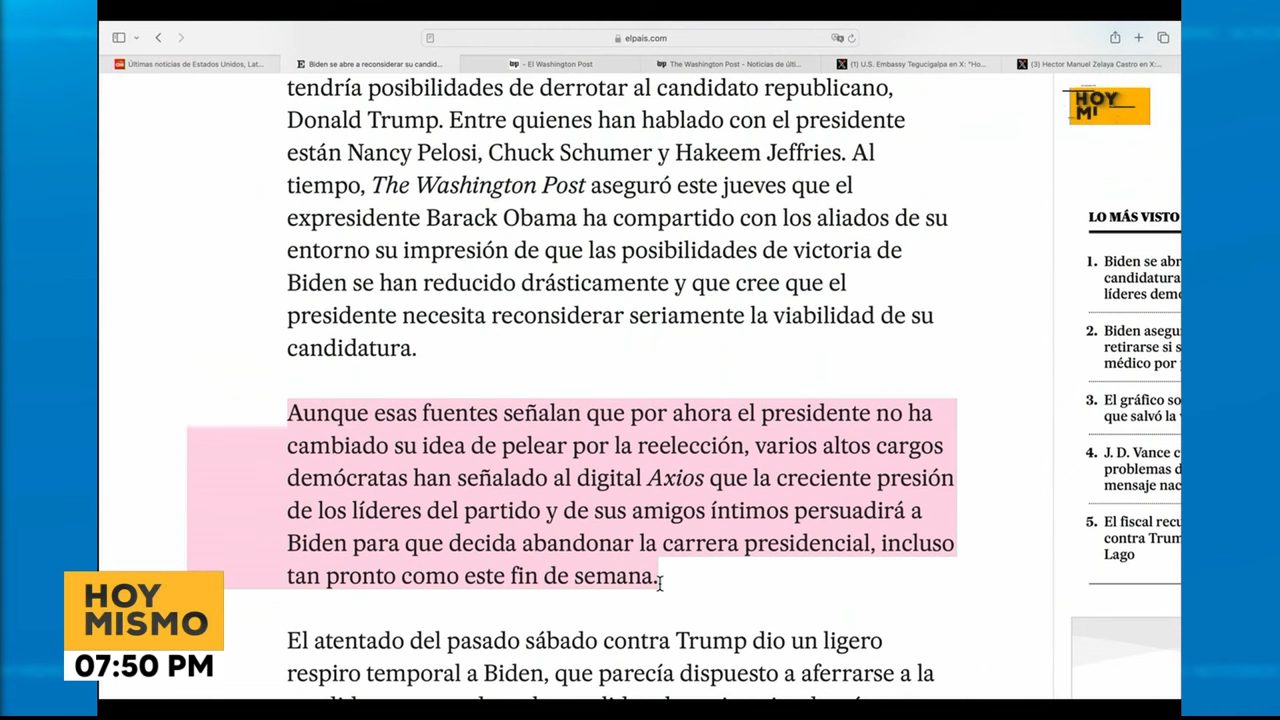 elpais.com
Últimas noticias de Estados Unidos, Lat...
Biden se abre a reconsiderar su candid...
- El Washington Post
The Washington Post - Noticias de últi...
(1) U.S. Embassy Tegucigalpa en X: "Ho...
(3) Hector Manuel Zelaya Castro en X:...
tendría posibilidades de derrotar al candidato republicano,
Donald Trump. Entre quienes han hablado con el presidente
están Nancy Pelosi, Chuck Schumer y Hakeem Jeffries. Al
tiempo, The Washington Post aseguró este jueves que el
expresidente Barack Obama ha compartido con los aliados de su
entorno su impresión de que las posibilidades de victoria de
Biden se han reducido drásticamente y que cree que el
presidente necesita reconsiderar seriamente la viabilidad de su
candidatura.
Aunque esas fuentes señalan que por ahora el presidente no ha
cambiado su idea de pelear por la reelección, varios altos cargos
demócratas han señalado al digital Axios que la creciente presión
de los líderes del partido y de sus amigos íntimos persuadirá a
Biden para que decida abandonar la carrera presidencial, incluso
tan pronto como este fin de semana.
El atentado del pasado sábado contra Trump dio un ligero
respiro temporal a Biden, que parecía dispuesto a aferrarse a la
HOY
MI
LO MÁS VISTO
1. Biden se abr
candidatura
líderes demo
2. Biden asegu
retirarse si s
médico por
3. El gráfico so
que salvó la
4. J. D. Vance c
problemas d
mensaje nac
5. El fiscal recu
contra Trum
Lago
HOY
MISMO
07:50 PM